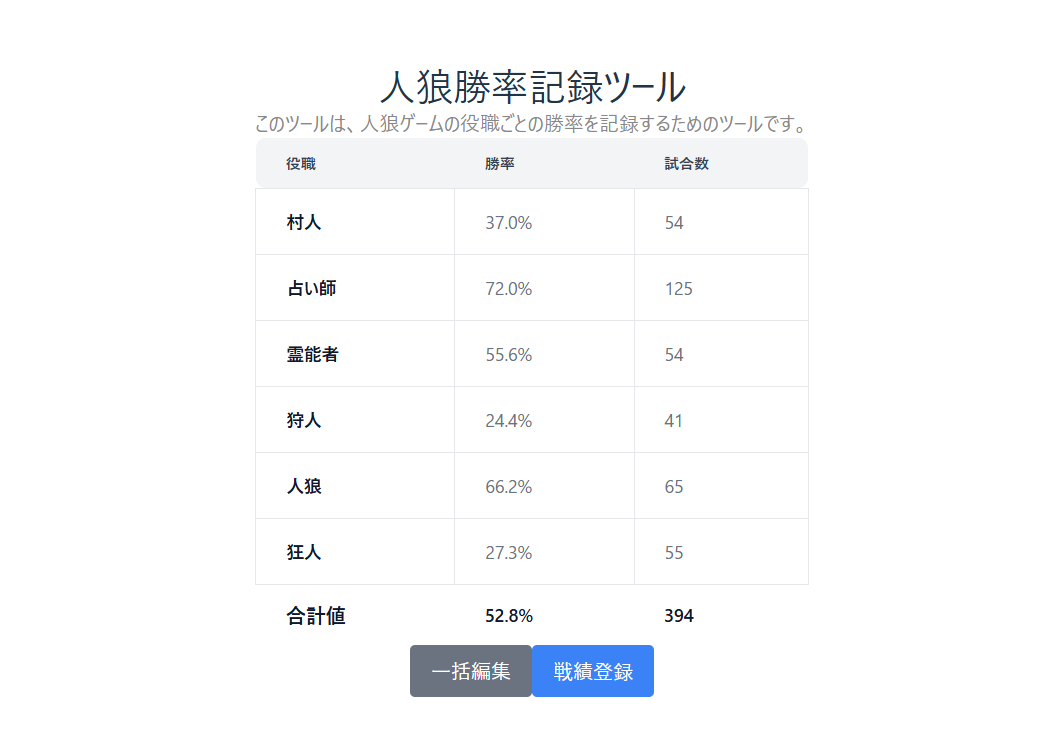 人狼勝率記録ツール
このツールは、人狼ゲームの役職ごとの勝率を記録するためのツールです。
役職 勝率 試合数
村人 37.0% 54
占い師 72.0% 125
霊能者 55.6% 54
狩人 24.4% 41
人狼 66.2% 65
狂人 27.3% 55
合計値 52.8% 394
一括編集 戦績登録